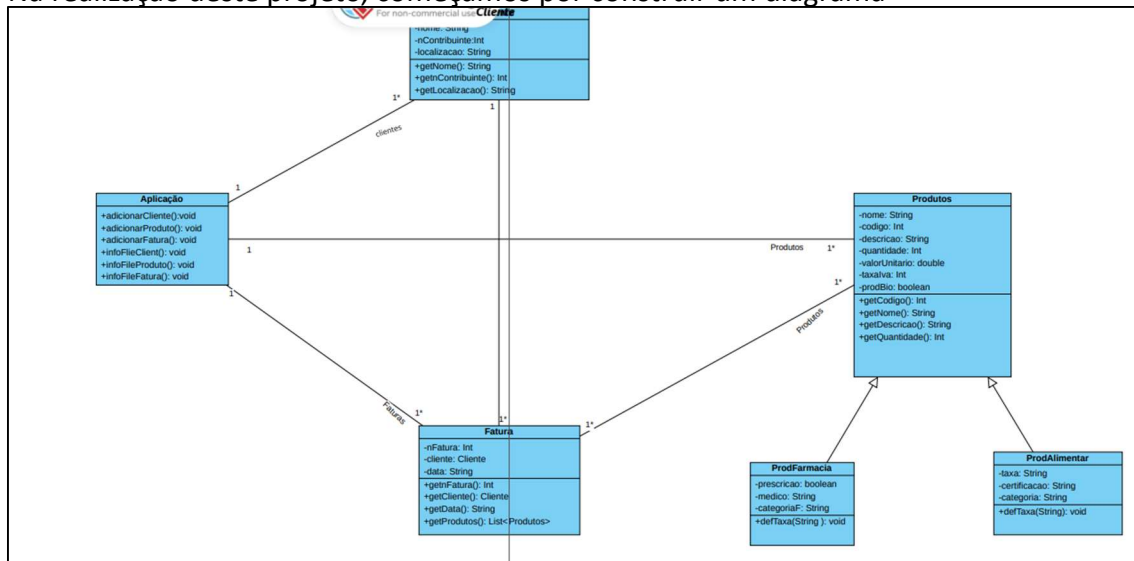 Na realização deste projeto, começamos por construir um diagrama
For non-commercial use
Cliente
-nome: String
-nContribuinte:Int
-localizacao: String
+getNome(): String
+getnContribuinte(): Int
+getLocalizacao(): String
1*
1
clientes
1
Aplicação
+adicionarCliente():void
+adicionarProduto(): void
+adicionarFatura(): void
+infoFlieClient(): void
+infoFileProduto(): void
+infoFileFatura(): void
1
Produtos
1*
Produtos
-nome: String
-codigo: Int
-descricao: String
-quantidade: Int
-valorUnitario: double
-taxaIva: Int
-prodBio: boolean
+getCodigo(): Int
+getNome(): String
+getDescricao(): String
+getQuantidade(): Int
1
1*
Produtos
Faturas
1*
1*
1*
Fatura
-nFatura: Int
-cliente: Cliente
-data: String
+getnFatura(): Int
+getCliente(): Cliente
+getData(): String
+getProdutos(): List<Produtos>
ProdFarmacia
-prescricao: boolean
-medico: String
-categoriaF: String
+defTaxa(String ): void
ProdAlimentar
-taxa: String
-certificacao: String
-categoria: String
+defTaxa(String): void